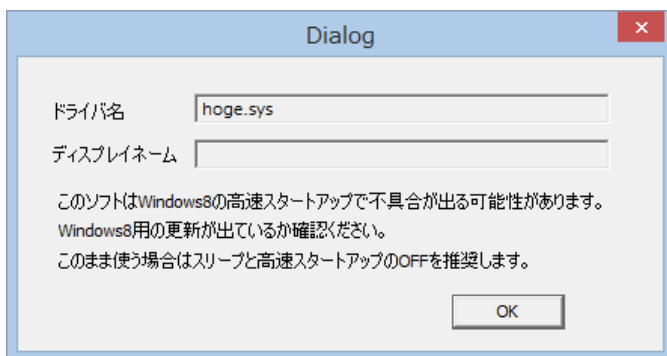 Dialog
ドライバ名 hoge.sys
ディスプレイネーム
このソフトはWindows8の高速スタートアップで不具合が出る可能性があります。
Windows8用の更新が出ているか確認ください。
このまま使う場合はスリープと高速スタートアップのOFFを推奨します。
OK